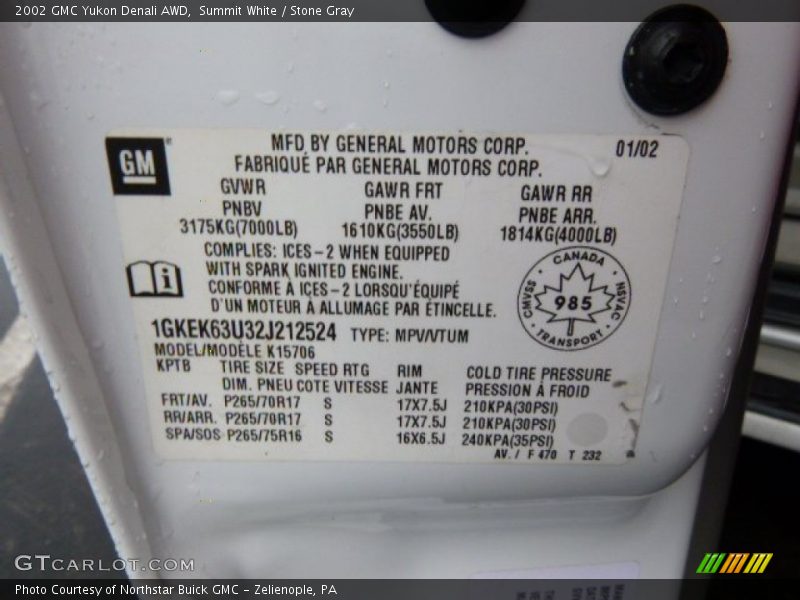 2002 GMC Yukon Denali AWD, Summit White / Stone Gray
GM
MFD BY GENERAL MOTORS CORP. 01/02
FABRIQUÉ PAR GENERAL MOTORS CORP.
GVWR GAWR FRT GAWR RR
PNBV PNBE AV. PNBE ARR.
3175KG(7000LB) 1610KG(3550LB) 1814KG(4000LB)
COMPLIES: ICES-2 WHEN EQUIPPED
WITH SPARK IGNITED ENGINE.
CONFORME À ICES-2 LORSQU'ÉQUIPÉ
D'UN MOTEUR À ALLUMAGE PAR ÉTINCELLE.
CANADA
CMVSS 985 NSVAC
TRANSPORT
1GKEK63U32J212524 TYPE: MPV/VTUM
MODEL/MODÈLE K15706
KPTB TIRE SIZE SPEED RTG RIM COLD TIRE PRESSURE
DIM. PNEU COTE VITESSE JANTE PRESSION À FROID
FRT/AV. P265/70R17 S 17X7.5J 210KPA(30PSI)
RR/ARR. P265/70R17 S 17X7.5J 210KPA(30PSI)
SPA/SOS P265/75R16 S 16X6.5J 240KPA(35PSI)
AV. / F 470 T 232
GTCARLOT.COM
Photo Courtesy of Northstar Buick GMC - Zelienople, PA